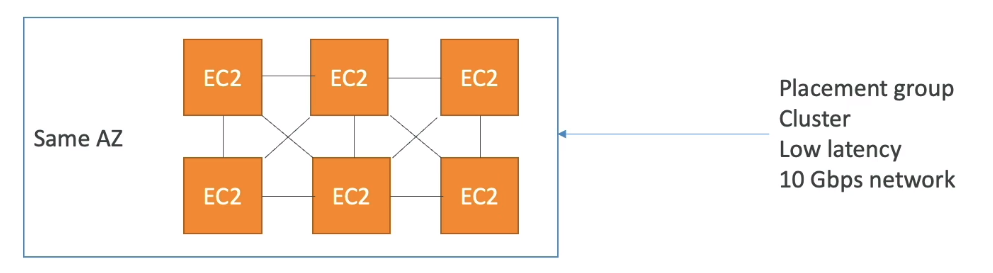 EC2 EC2 EC2
Same AZ
EC2 EC2 EC2
Placement group
Cluster
Low latency
10 Gbps network